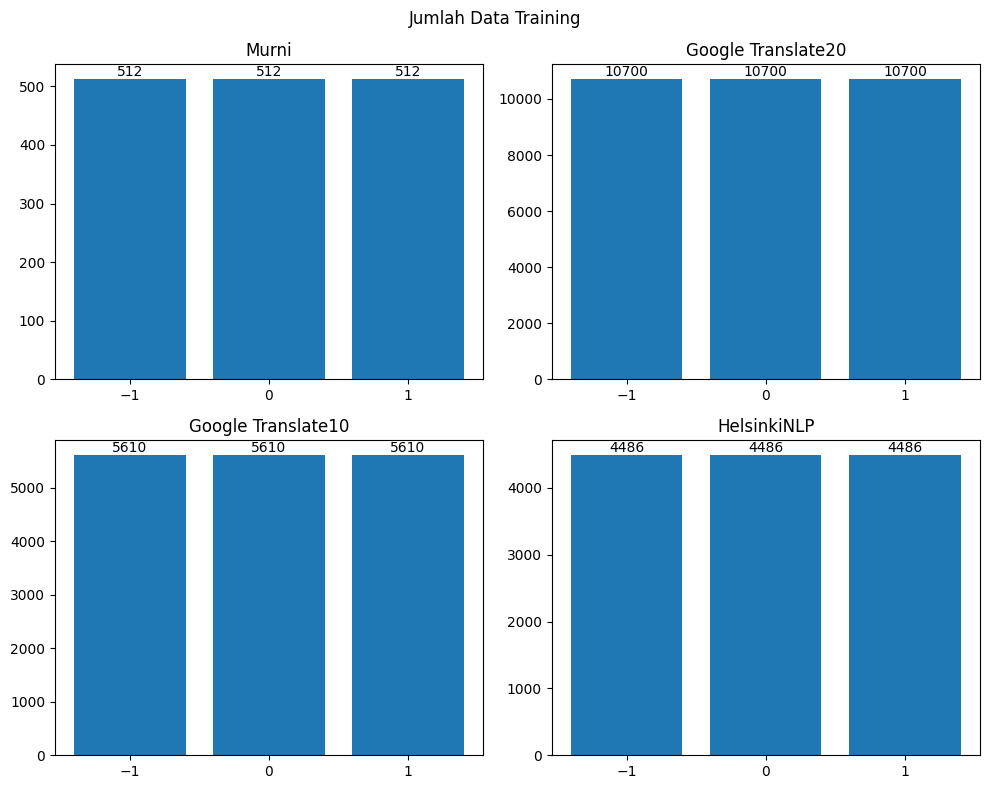 Jumlah Data Training
Murni
512 512 512
500
400
300
200
100
0
−1 0 1
Google Translate20
10700 10700 10700
10000
8000
6000
4000
2000
0
−1 0 1
Google Translate10
5610 5610 5610
5000
4000
3000
2000
1000
0
−1 0 1
HelsinkiNLP
4486 4486 4486
4000
3000
2000
1000
0
−1 0 1